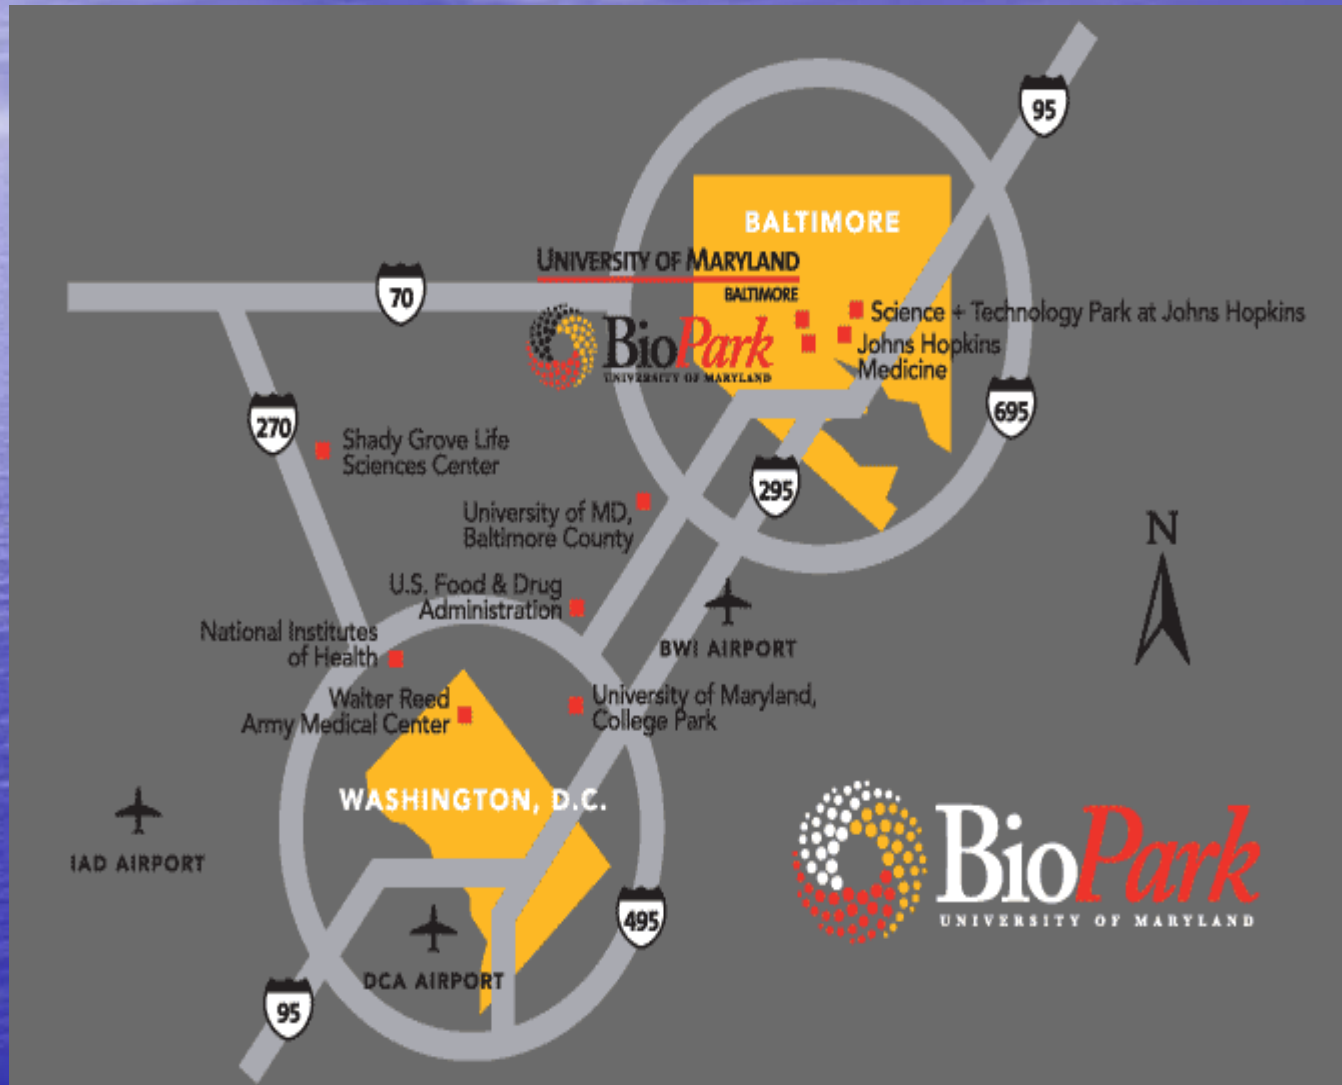 95
BALTIMORE
UNIVERSITY OF MARYLAND
BALTIMORE
70
BioPark
UNIVERSITY OF MARYLAND
Science + Technology Park at Johns Hopkins
Johns Hopkins
Medicine
695
270
Shady Grove Life
Sciences Center
295
University of MD,
Baltimore County
N
U.S. Food & Drug
Administration
National Institutes
of Health
BWI AIRPORT
Walter Reed
Army Medical Center
University of Maryland,
College Park
WASHINGTON, D.C.
IAD AIRPORT
BioPark
UNIVERSITY OF MARYLAND
495
DCA AIRPORT
95